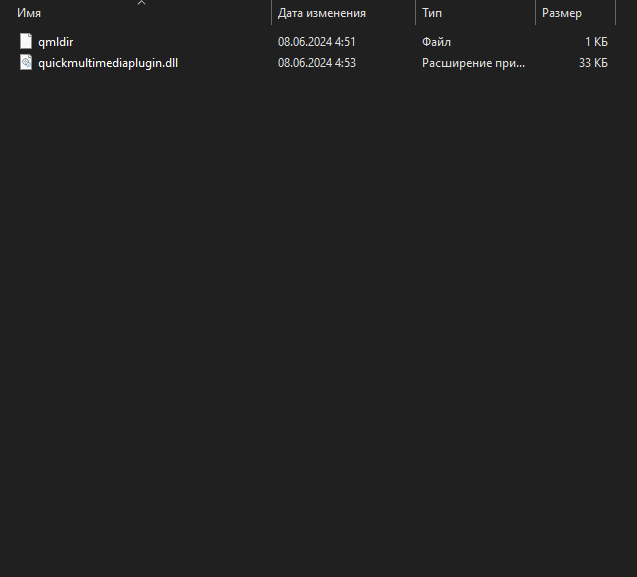 Имя Дата изменения Тип Размер
qmldir 08.06.2024 4:51 Файл 1 КБ
quickmultimediaplugin.dll 08.06.2024 4:53 Расширение при... 33 КБ